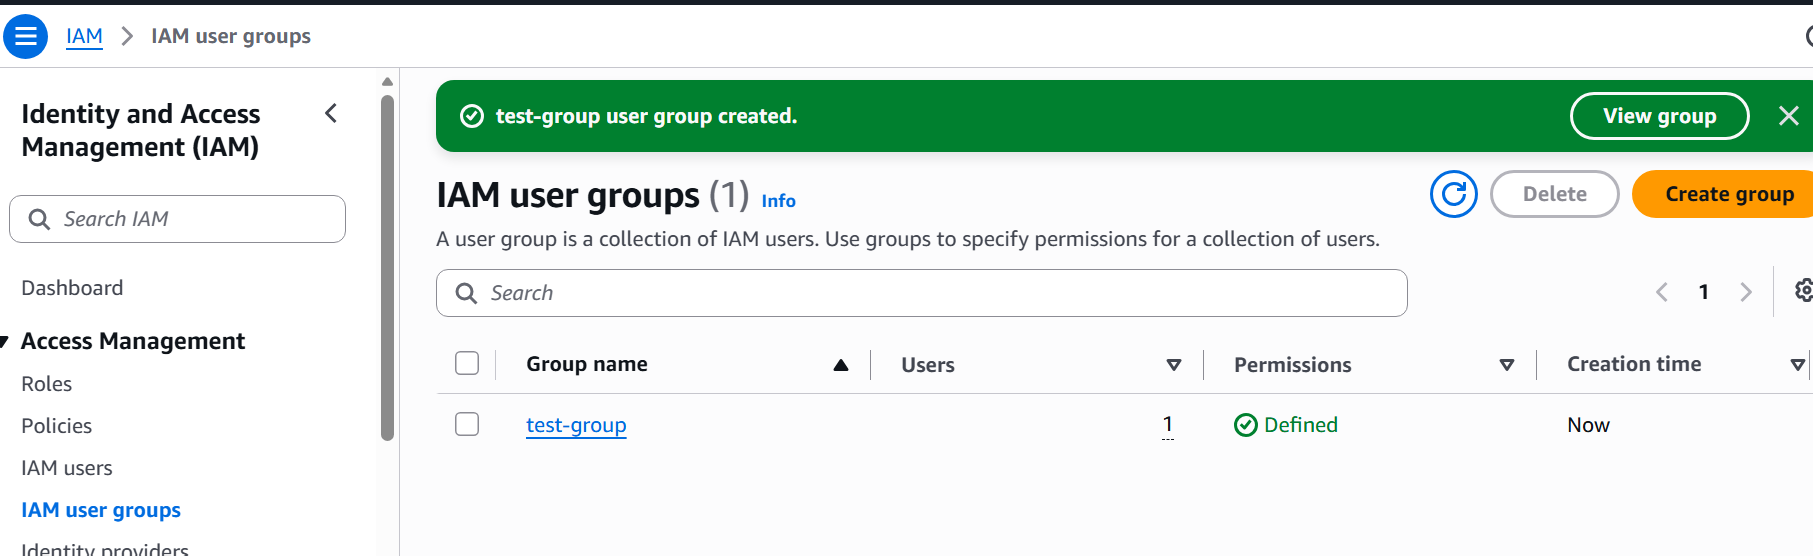 IAM > IAM user groups
Identity and Access
Management (IAM)
Search IAM
Dashboard
Access Management
Roles
Policies
IAM users
IAM user groups
Identity providers
test-group user group created.
View group
IAM user groups (1) Info
Delete
Create group
A user group is a collection of IAM users. Use groups to specify permissions for a collection of users.
Search
1
Group name Users Permissions Creation time
test-group 1 Defined Now